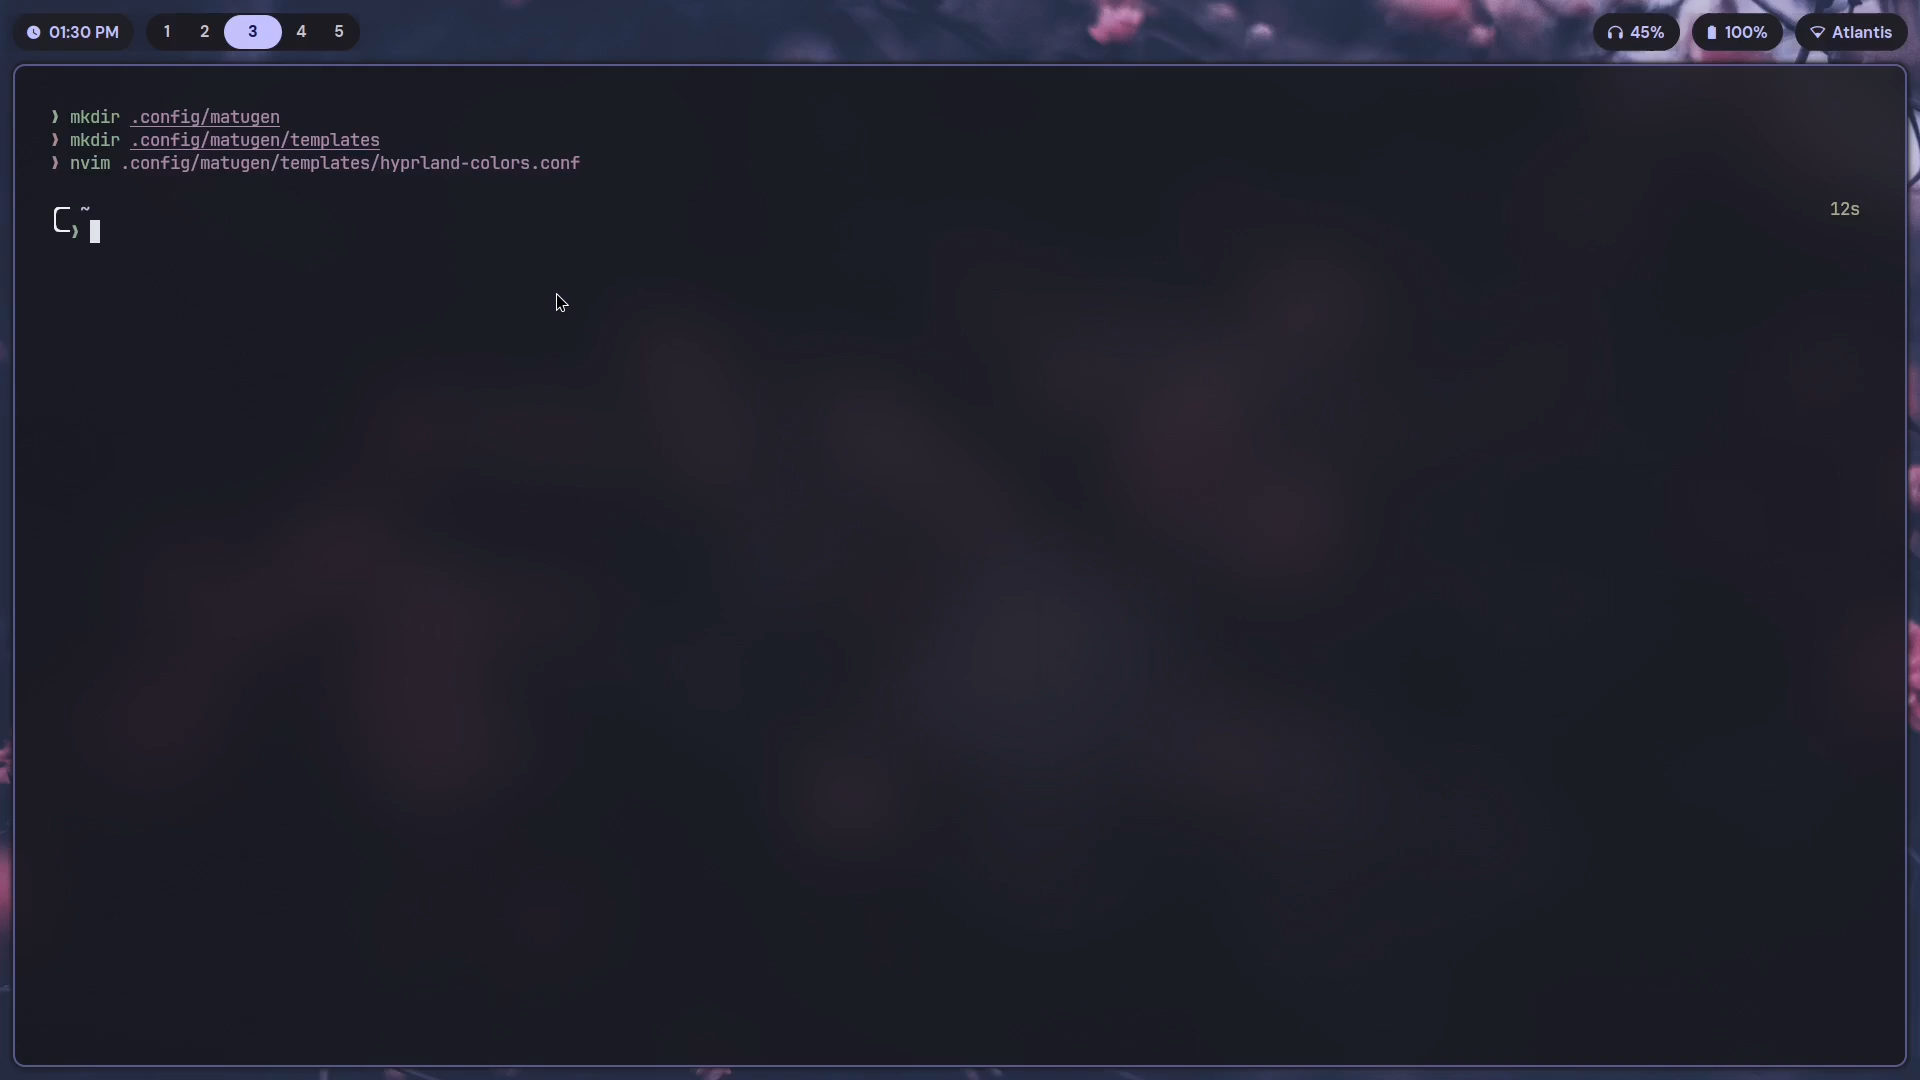 01:30 PM 1 2 3 4 5 45% 100% Atlantis
❯ mkdir .config/matugen
❯ mkdir .config/matugen/templates
❯ nvim .config/matugen/templates/hyprland-colors.conf
~ 12s
❯